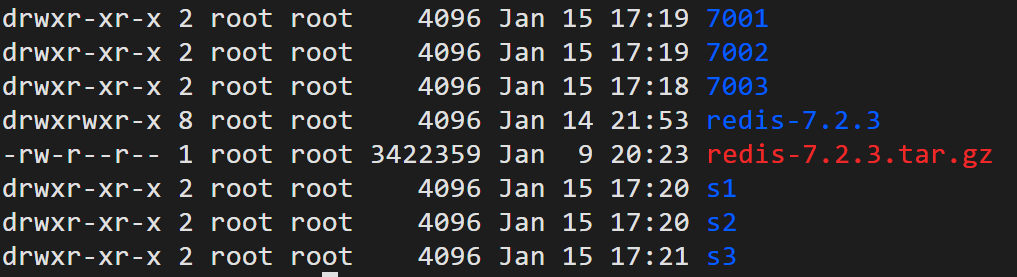 drwxr-xr-x 2 root root    4096 Jan 15 17:19 7001
drwxr-xr-x 2 root root    4096 Jan 15 17:19 7002
drwxr-xr-x 2 root root    4096 Jan 15 17:18 7003
drwxrwxr-x 8 root root    4096 Jan 14 21:53 redis-7.2.3
-rw-r--r-- 1 root root 3422359 Jan  9 20:23 redis-7.2.3.tar.gz
drwxr-xr-x 2 root root    4096 Jan 15 17:20 s1
drwxr-xr-x 2 root root    4096 Jan 15 17:20 s2
drwxr-xr-x 2 root root    4096 Jan 15 17:21 s3